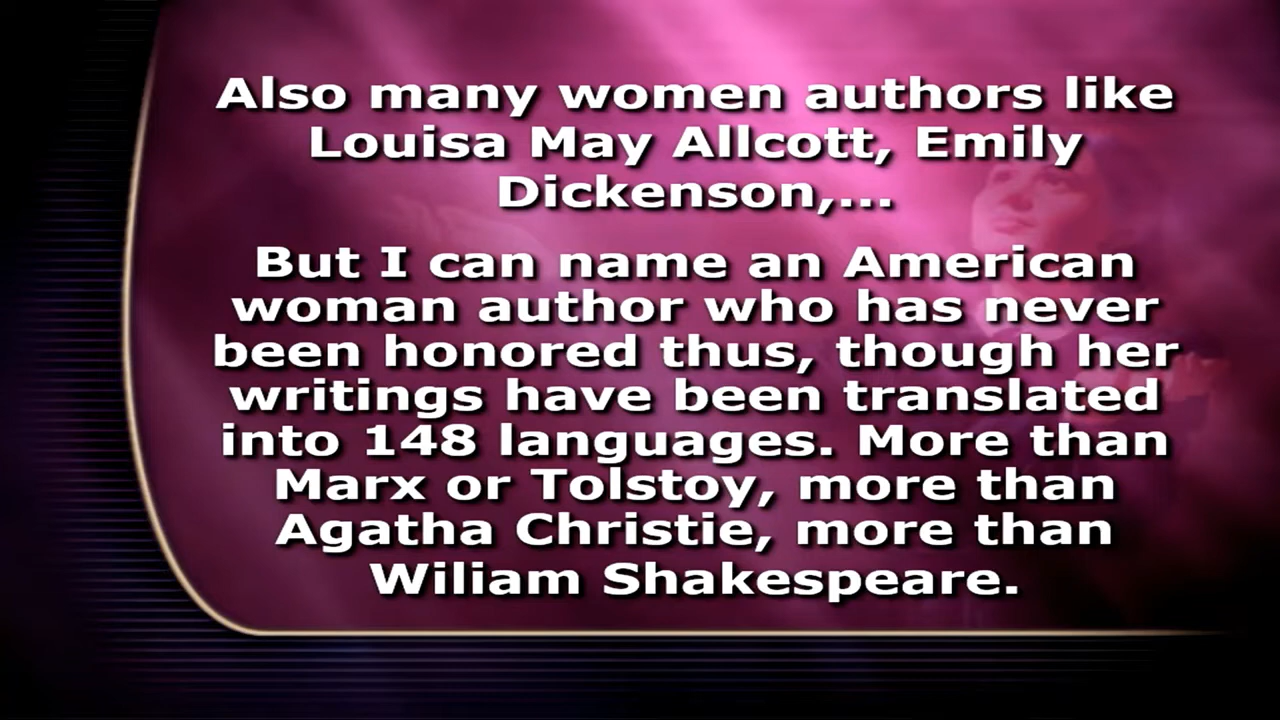 Also many women authors like
Louisa May Allcott, Emily
Dickenson,...
But I can name an American
woman author who has never
been honored thus, though her
writings have been translated
into 148 languages. More than
Marx or Tolstoy, more than
Agatha Christie, more than
Wiliam Shakespeare.